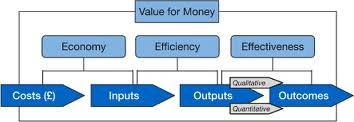 Value for Money
Economy
Efficiency
Effectiveness
Qualitative
Costs (£)
Inputs
Outputs
Outcomes
Quantitative